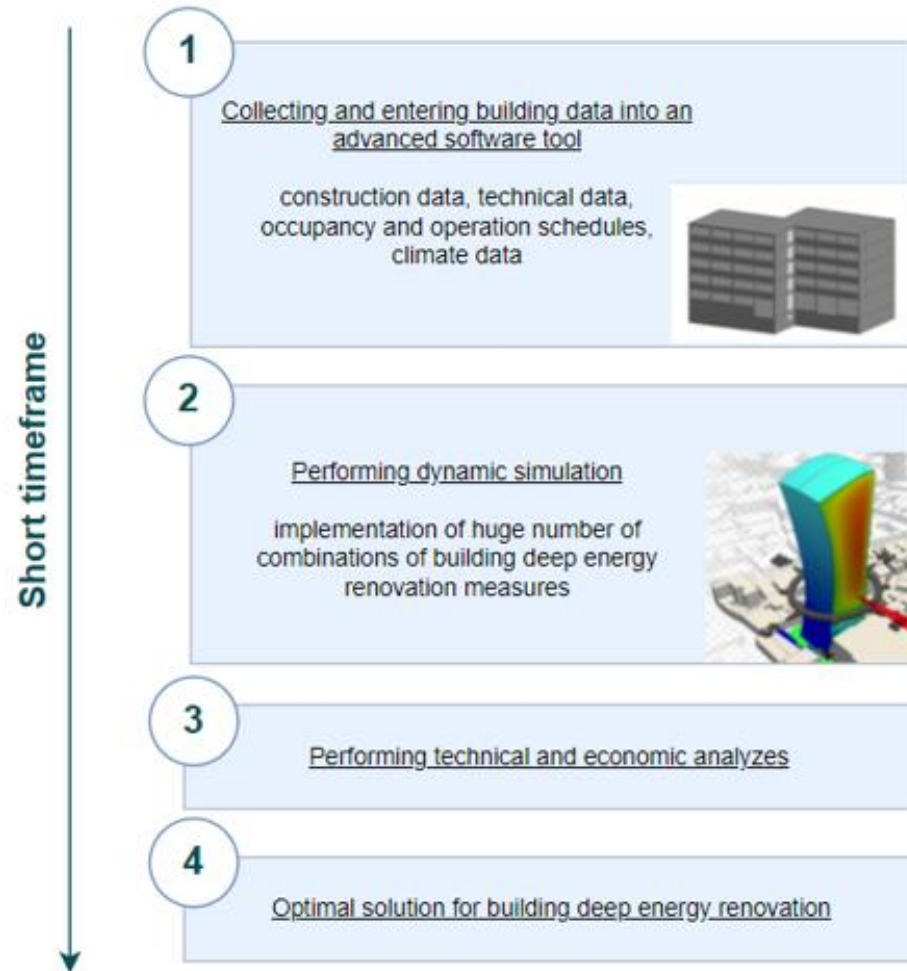 1
Collecting and entering building data into an
advanced software tool
construction data, technical data,
occupancy and operation schedules,
climate data
Short timeframe
2
Performing dynamic simulation
implementation of huge number of
combinations of building deep energy
renovation measures
3
Performing technical and economic analyzes
4
Optimal solution for building deep energy renovation